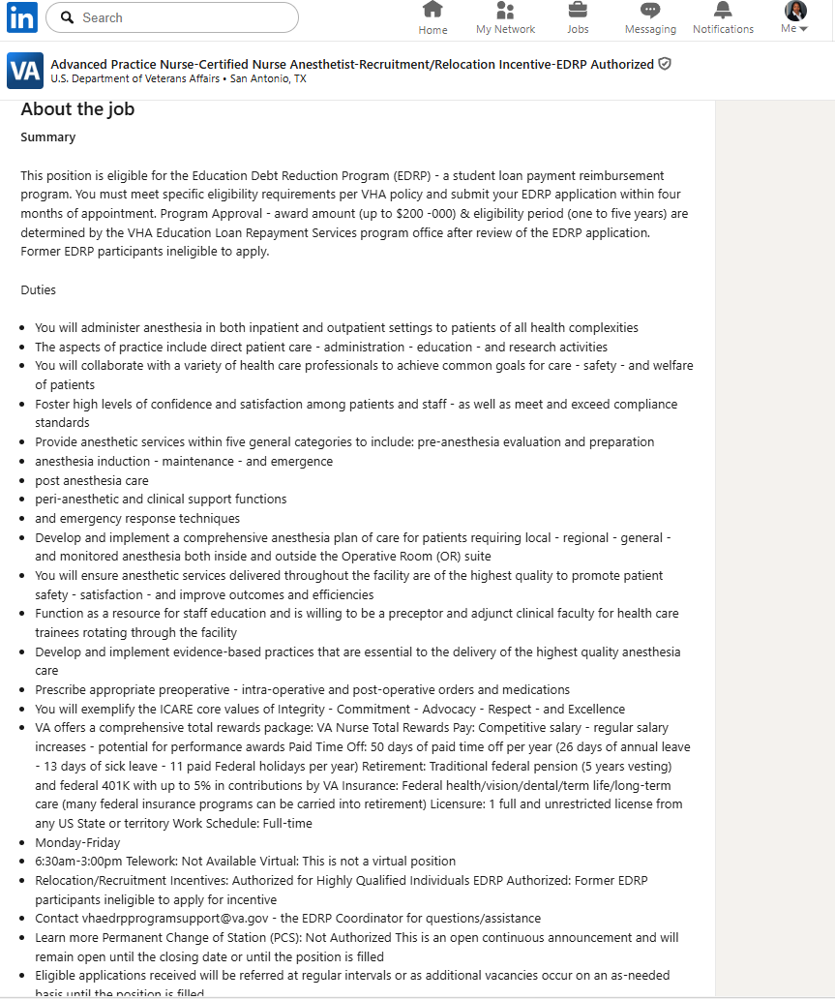 in
Search
Home
My Network
Jobs
Messaging
Notifications
Me
VA
Advanced Practice Nurse-Certified Nurse Anesthetist-Recruitment/Relocation Incentive-EDRP Authorized
U.S. Department of Veterans Affairs • San Antonio, TX
About the job
Summary
This position is eligible for the Education Debt Reduction Program (EDRP) - a student loan payment reimbursement
program. You must meet specific eligibility requirements per VHA policy and submit your EDRP application within four
months of appointment. Program Approval - award amount (up to $200 -000) & eligibility period (one to five years) are
determined by the VHA Education Loan Repayment Services program office after review of the EDRP application.
Former EDRP participants ineligible to apply.
Duties
• You will administer anesthesia in both inpatient and outpatient settings to patients of all health complexities
• The aspects of practice include direct patient care - administration - education - and research activities
• You will collaborate with a variety of health care professionals to achieve common goals for care - safety - and welfare
of patients
• Foster high levels of confidence and satisfaction among patients and staff - as well as meet and exceed compliance
standards
• Provide anesthetic services within five general categories to include: pre-anesthesia evaluation and preparation
• anesthesia induction - maintenance - and emergence
• post anesthesia care
• peri-anesthetic and clinical support functions
• and emergency response techniques
• Develop and implement a comprehensive anesthesia plan of care for patients requiring local - regional - general -
and monitored anesthesia both inside and outside the Operative Room (OR) suite
• You will ensure anesthetic services delivered throughout the facility are of the highest quality to promote patient
safety - satisfaction - and improve outcomes and efficiencies
• Function as a resource for staff education and is willing to be a preceptor and adjunct clinical faculty for health care
trainees rotating through the facility
• Develop and implement evidence-based practices that are essential to the delivery of the highest quality anesthesia
care
• Prescribe appropriate preoperative - intra-operative and post-operative orders and medications
• You will exemplify the ICARE core values of Integrity - Commitment - Advocacy - Respect - and Excellence
• VA offers a comprehensive total rewards package: VA Nurse Total Rewards Pay: Competitive salary - regular salary
increases - potential for performance awards Paid Time Off: 50 days of paid time off per year (26 days of annual leave
- 13 days of sick leave - 11 paid Federal holidays per year) Retirement: Traditional federal pension (5 years vesting)
and federal 401K with up to 5% in contributions by VA Insurance: Federal health/vision/dental/term life/long-term
care (many federal insurance programs can be carried into retirement) Licensure: 1 full and unrestricted license from
any US State or territory Work Schedule: Full-time
• Monday-Friday
• 6:30am-3:00pm Telework: Not Available Virtual: This is not a virtual position
• Relocation/Recruitment Incentives: Authorized for Highly Qualified Individuals EDRP Authorized: Former EDRP
participants ineligible to apply for incentive
• Contact vhaedrpprogramsupport@va.gov - the EDRP Coordinator for questions/assistance
• Learn more Permanent Change of Station (PCS): Not Authorized This is an open continuous announcement and will
remain open until the closing date or until the position is filled
• Eligible applications received will be referred at regular intervals or as additional vacancies occur on an as-needed
basis until the position is filled